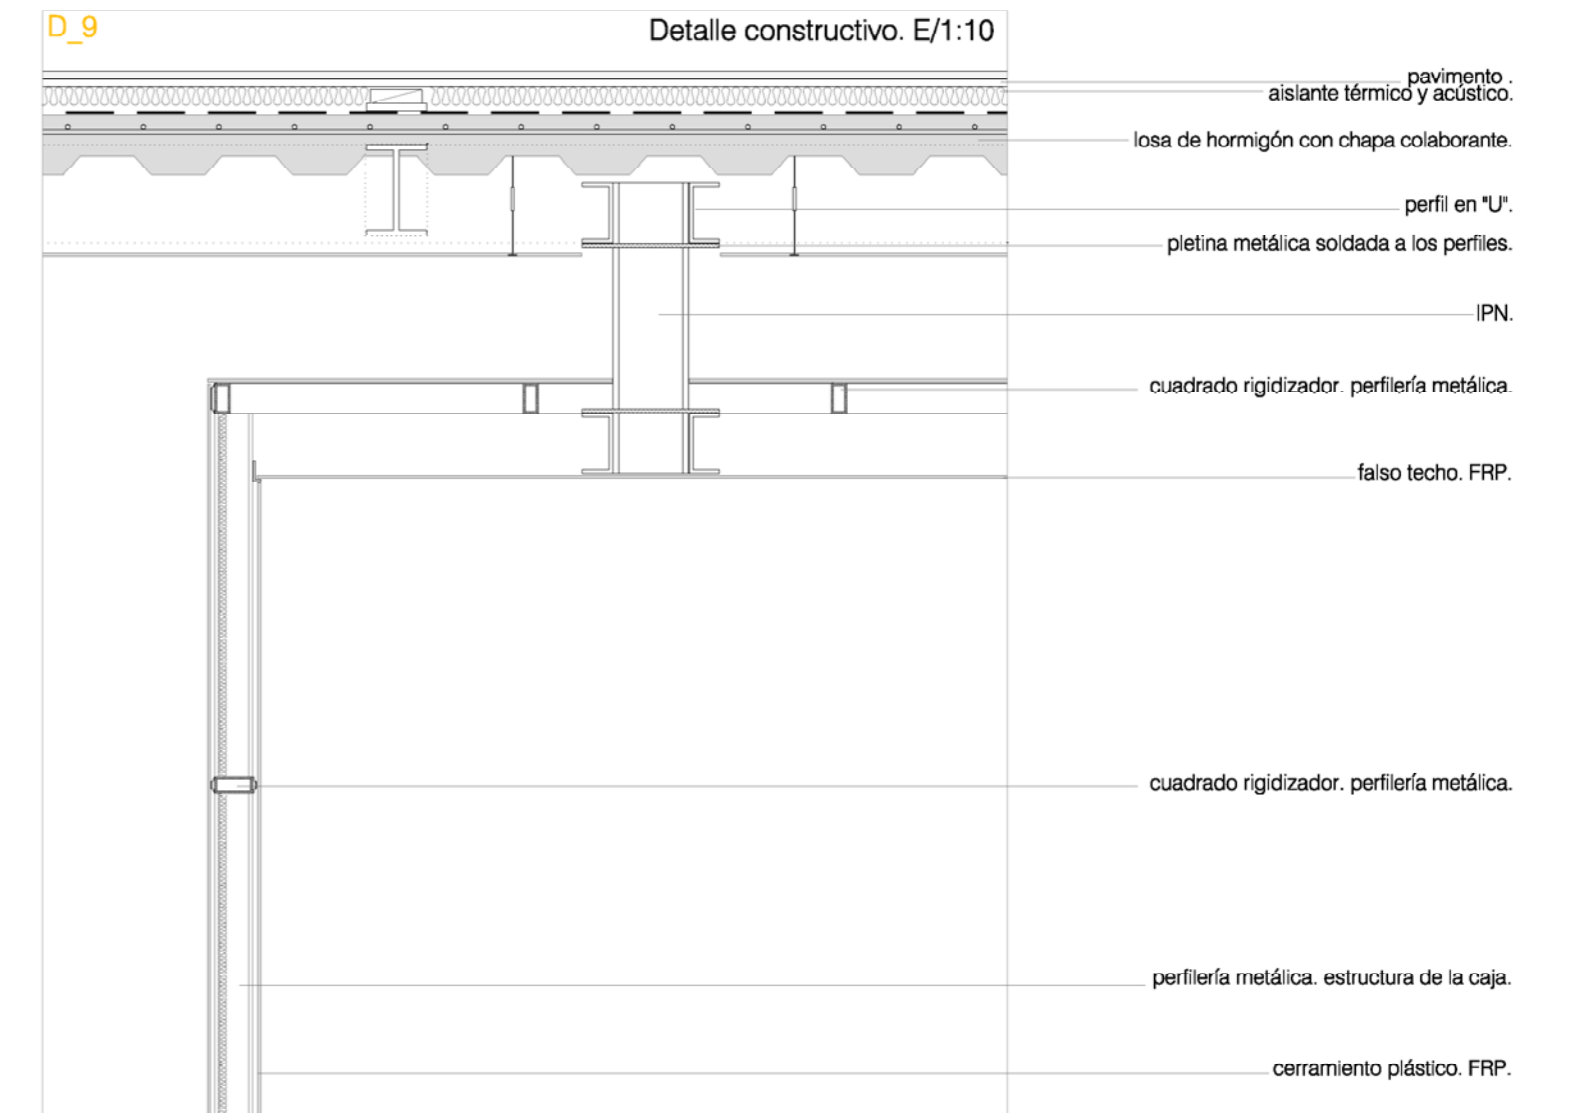 D_9
Detalle constructivo. E/1:10
pavimento .
aislante térmico y acústico.
losa de hormigón con chapa colaborante.
perfil en "U".
pletina metálica soldada a los perfiles.
IPN.
cuadrado rigidizador. perfilería metálica.
falso techo. FRP.
cuadrado rigidizador. perfilería metálica.
perfilería metálica. estructura de la caja.
cerramiento plástico. FRP.